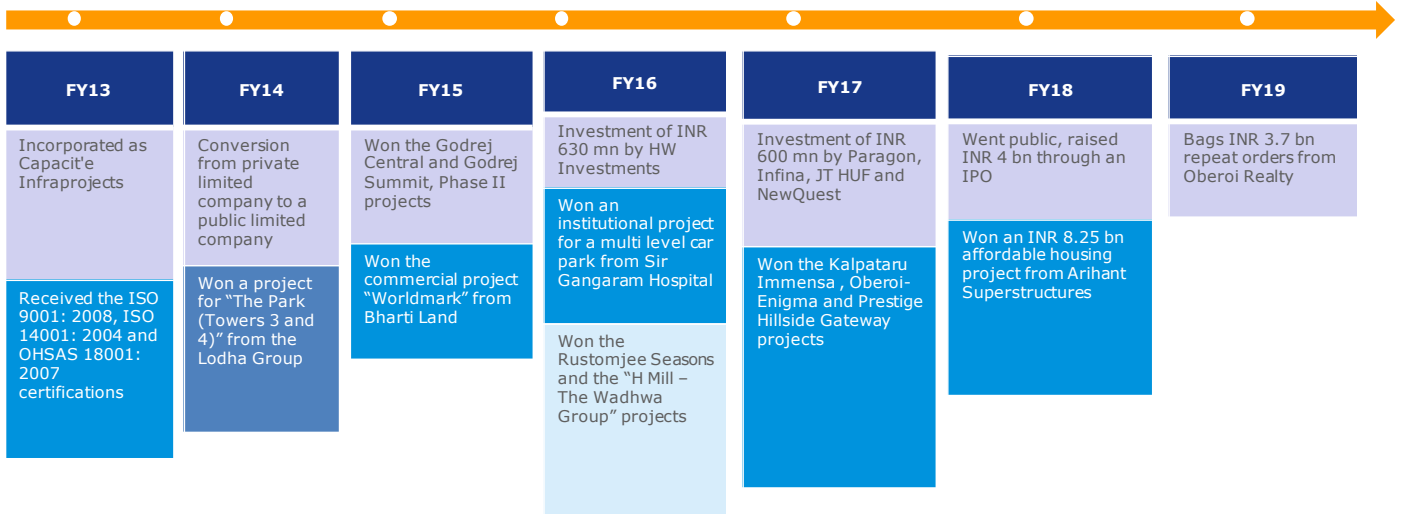 FY13
Incorporated as
Capacit'e
Infraprojects
Received the ISO
9001: 2008, ISO
14001: 2004 and
OHSAS 18001:
2007
certifications
FY14
Conversion
from private
limited
company to a
public limited
company
Won a project
for “The Park
(Towers 3 and
4)” from the
Lodha Group
FY15
Won the Godrej
Central and Godrej
Summit, Phase II
projects
Won the
commercial project
“Worldmark” from
Bharti Land
FY16
Investment of INR
630 mn by HW
Investments
Won an
institutional project
for a multi level car
park from Sir
Gangaram Hospital
Won the
Rustomjee Seasons
and the “H Mill –
The Wadhwa
Group” projects
FY17
Investment of INR
600 mn by Paragon,
Infina, JT HUF and
NewQuest
Won the Kalpataru
Immensa , Oberoi-
Enigma and Prestige
Hillside Gateway
projects
FY18
Went public, raised
INR 4 bn through an
IPO
Won an INR 8.25 bn
affordable housing
project from Arihant
Superstructures
FY19
Bags INR 3.7 bn
repeat orders from
Oberoi Realty